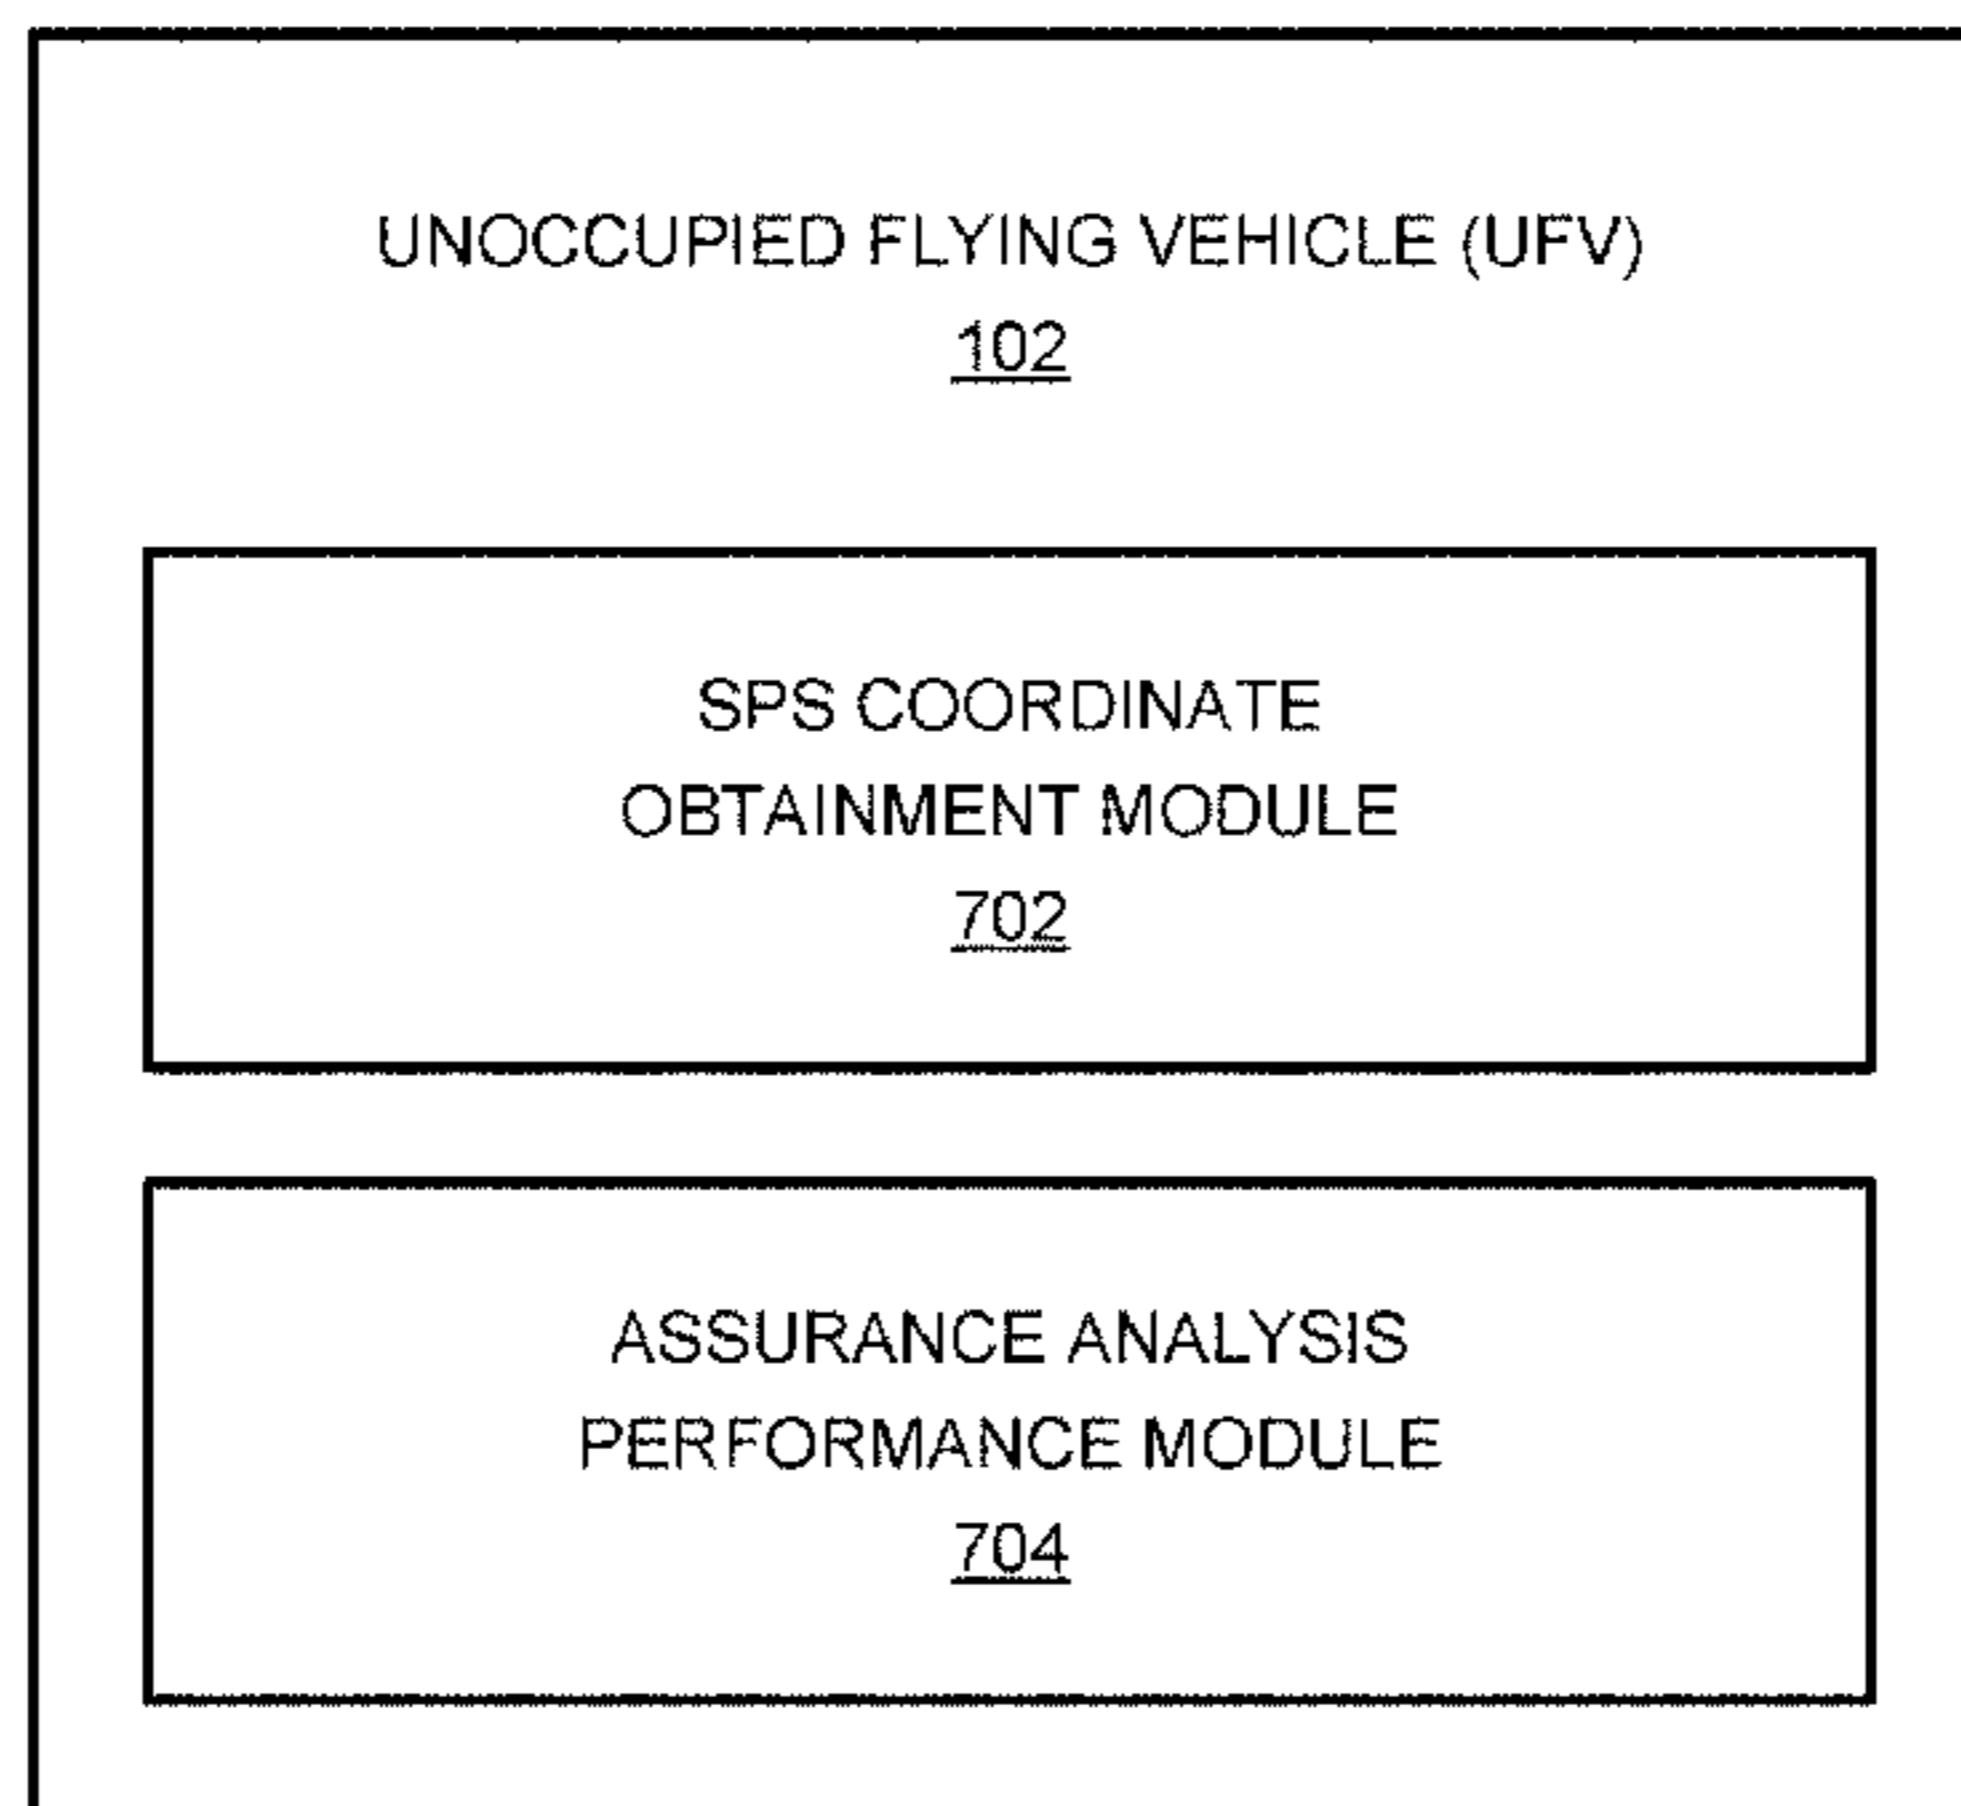 UNOCCUPIED FLYING VEHICLE (UFV)
102
SPS COORDINATE
OBTAINMENT MODULE
702
ASSURANCE ANALYSIS
PERFORMANCE MODULE
704